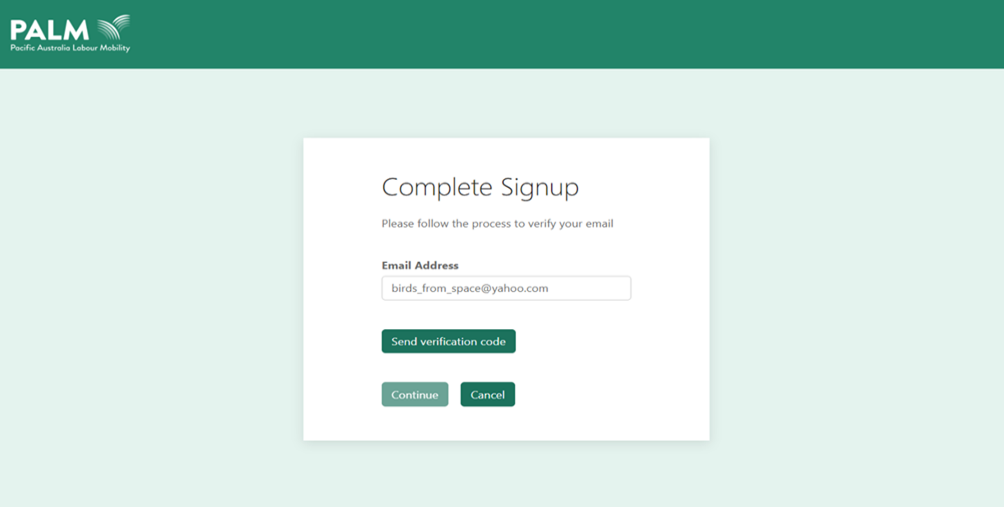 PALM
Pacific Australia Labour Mobility
Complete Signup
Please follow the process to verify your email
Email Address
birds_from_space@yahoo.com
Send verification code
Continue Cancel